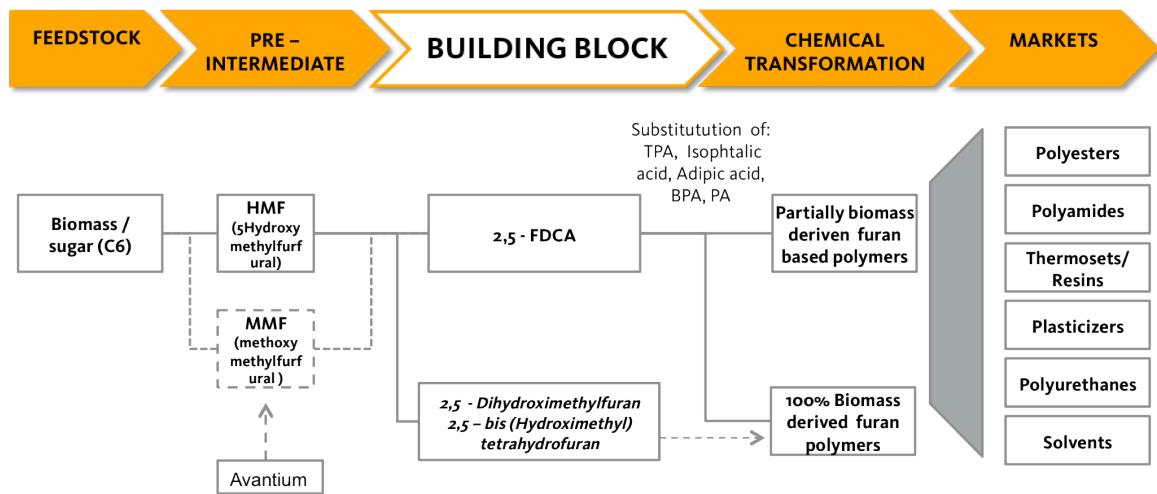 FEEDSTOCK
PRE –
INTERMEDIATE
BUILDING BLOCK
CHEMICAL
TRANSFORMATION
MARKETS
Substitutution of:
TPA, Isophtalic
acid, Adipic acid,
BPA, PA
Biomass /
sugar (C6)
HMF
(5Hydroxy
methylfurf
ural)
2,5 - FDCA
Partially biomass
deriven furan
based polymers
MMF
(methoxy
methylfurf
ural )
Avantium
2,5 - Dihydroximethylfuran
2,5 – bis (Hydroximethyl)
tetrahydrofuran
100% Biomass
derived furan
polymers
Polyesters
Polyamides
Thermosets/
Resins
Plasticizers
Polyurethanes
Solvents